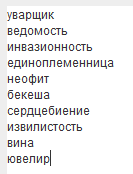 уварщик
ведомость
инвазионность
единоплеменница
неофит
бекеша
сердцебиение
извилистость
вина
ювелир